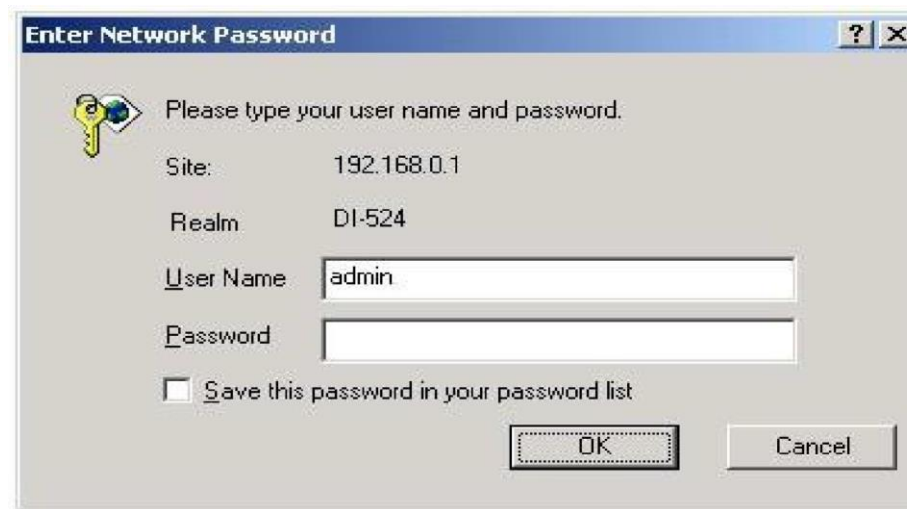 Enter Network Password
Please type your user name and password.
Site: 192.168.0.1
Realm DI-524
User Name admin
Password
Save this password in your password list
OK Cancel